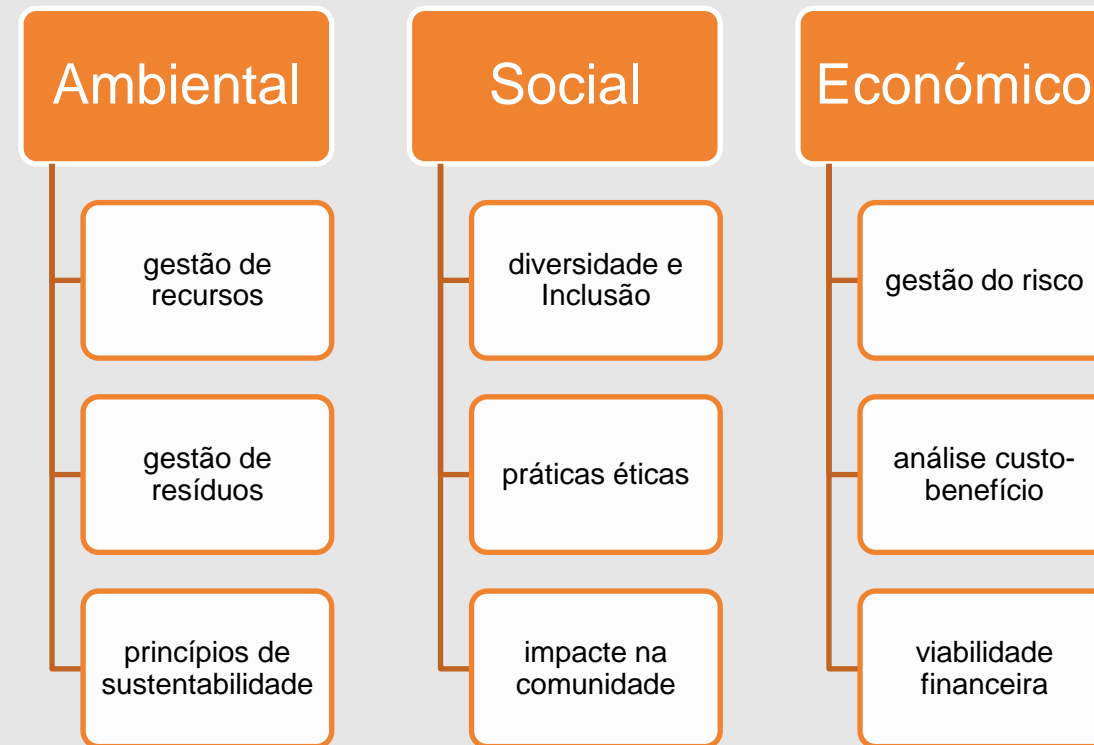 Ambiental
gestão de
recursos
gestão de
resíduos
princípios de
sustentabilidade
Social
diversidade e
Inclusão
práticas éticas
impacte na
comunidade
Económico
gestão do risco
análise custo-
benefício
viabilidade
financeira